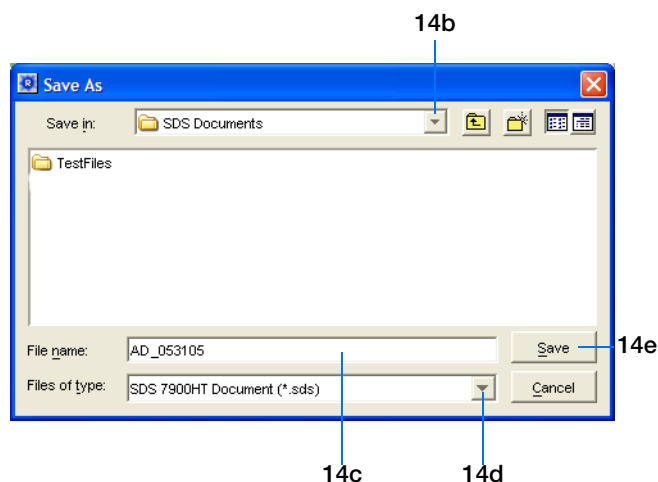 14b
Save As
Save in: SDS Documents
TestFiles
File name: AD_053105 Save 14e
Files of type: SDS 7900HT Document (*.sds) Cancel
14c 14d